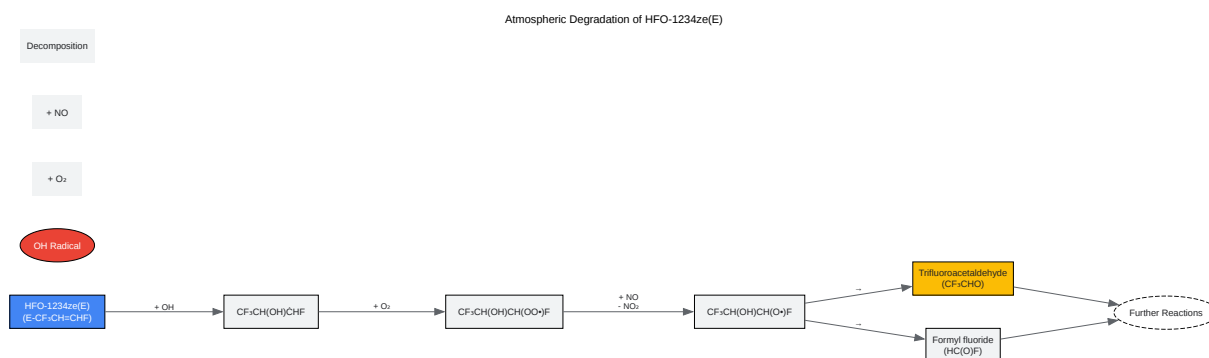 Atmospheric Degradation of HFO-1234ze(E)
Decomposition
+ NO
+ O₂
OH Radical
HFO-1234ze(E)
(E-CF₃CH=CHF)
+ OH
CF₃CH(OH)ĊHF
+ O₂
CF₃CH(OH)CH(OO•)F
+ NO
- NO₂
CF₃CH(OH)CH(O•)F
→
→
Trifluoroacetaldehyde
(CF₃CHO)
Formyl fluoride
(HC(O)F)
Further Reactions